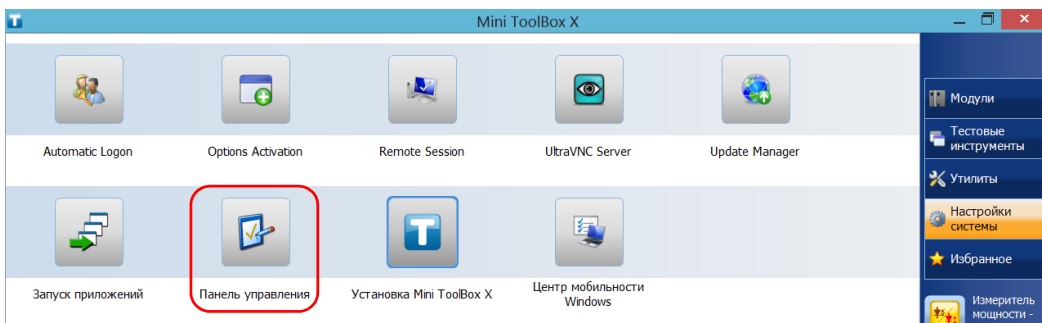 Mini ToolBox X
Automatic Logon
Options Activation
Remote Session
UltraVNC Server
Update Manager
Запуск приложений
Панель управления
Установка Mini ToolBox X
Центр мобильности
Windows
Модули
Тестовые
инструменты
Утилиты
Настройки
системы
Избранное
Измеритель
мощности -